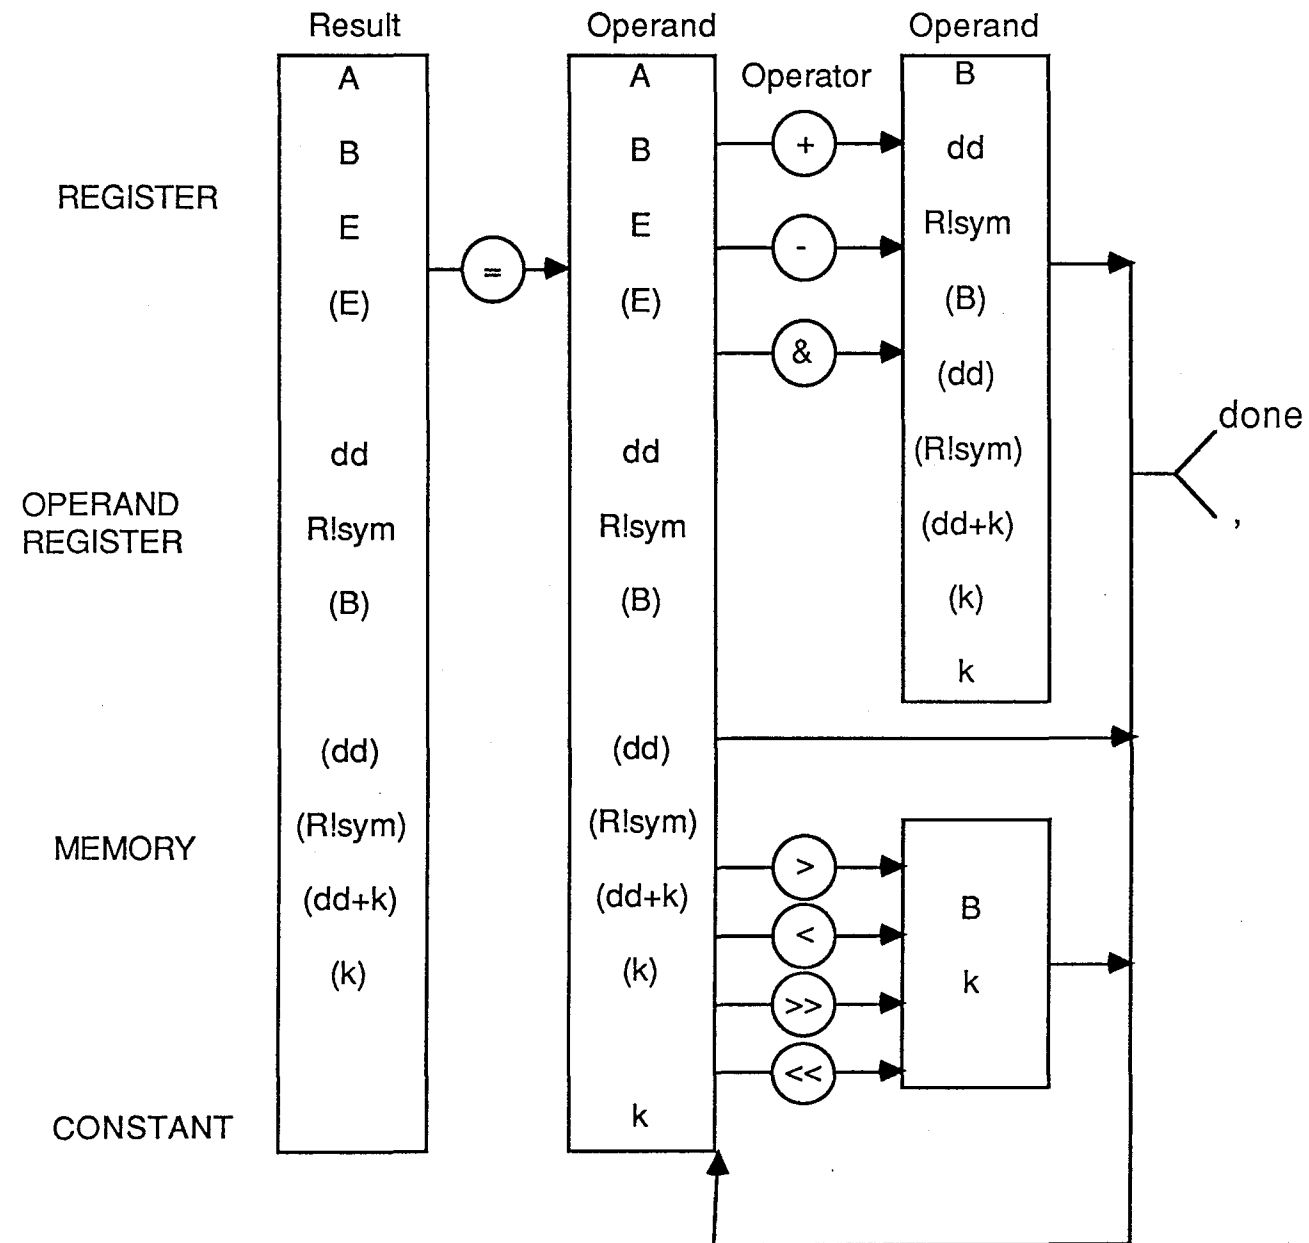 Result
Operand
Operand
A
B
E
(E)
dd
R!sym
(B)
(dd)
(R!sym)
(dd+k)
(k)
=
A
B
E
(E)
dd
R!sym
(B)
(dd)
(R!sym)
(dd+k)
(k)
k
Operator
+
-
&
>
<
>>
<<
B
dd
R!sym
(B)
(dd)
(R!sym)
(dd+k)
(k)
k
B
k
done
,
REGISTER
OPERAND
REGISTER
MEMORY
CONSTANT